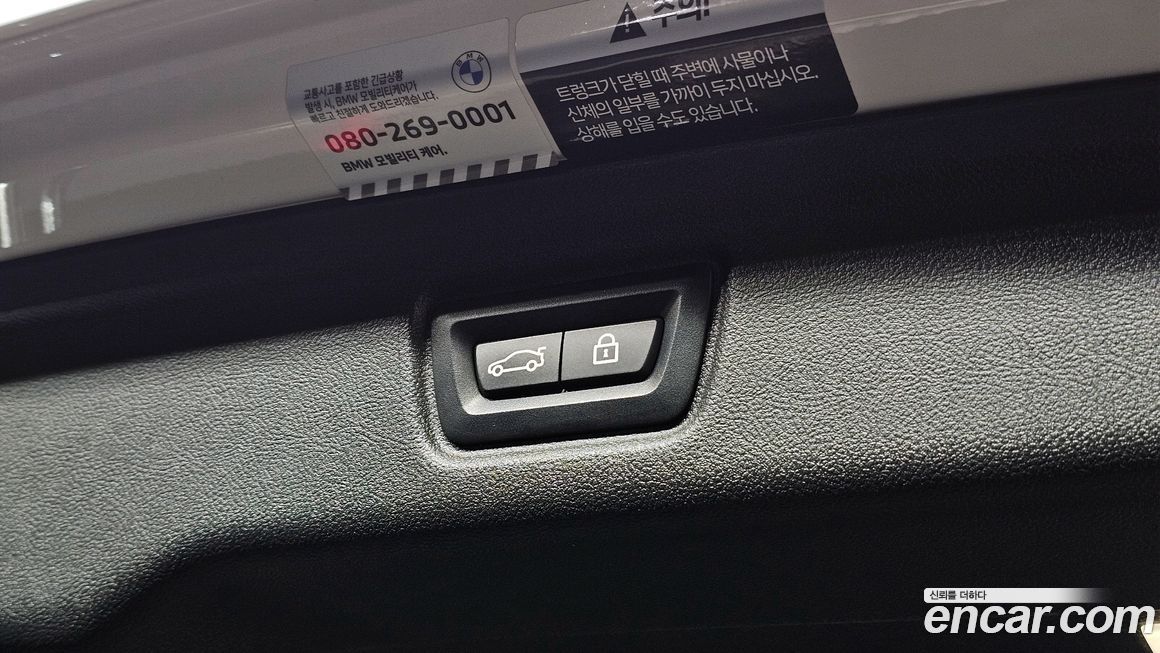 교통사고를 포함한 긴급상황
발생 시, BMW 모빌리티케어가
빠르고 친절하게 도와드리겠습니다.
080-269-0001
BMW 모빌리티 케어.
BMW
주의!
트렁크가 닫힐 때 주변에 사물이나
신체의 일부를 가까이 두지 마십시오.
상해를 입을 수도 있습니다.
신뢰를 더하다
encar.com